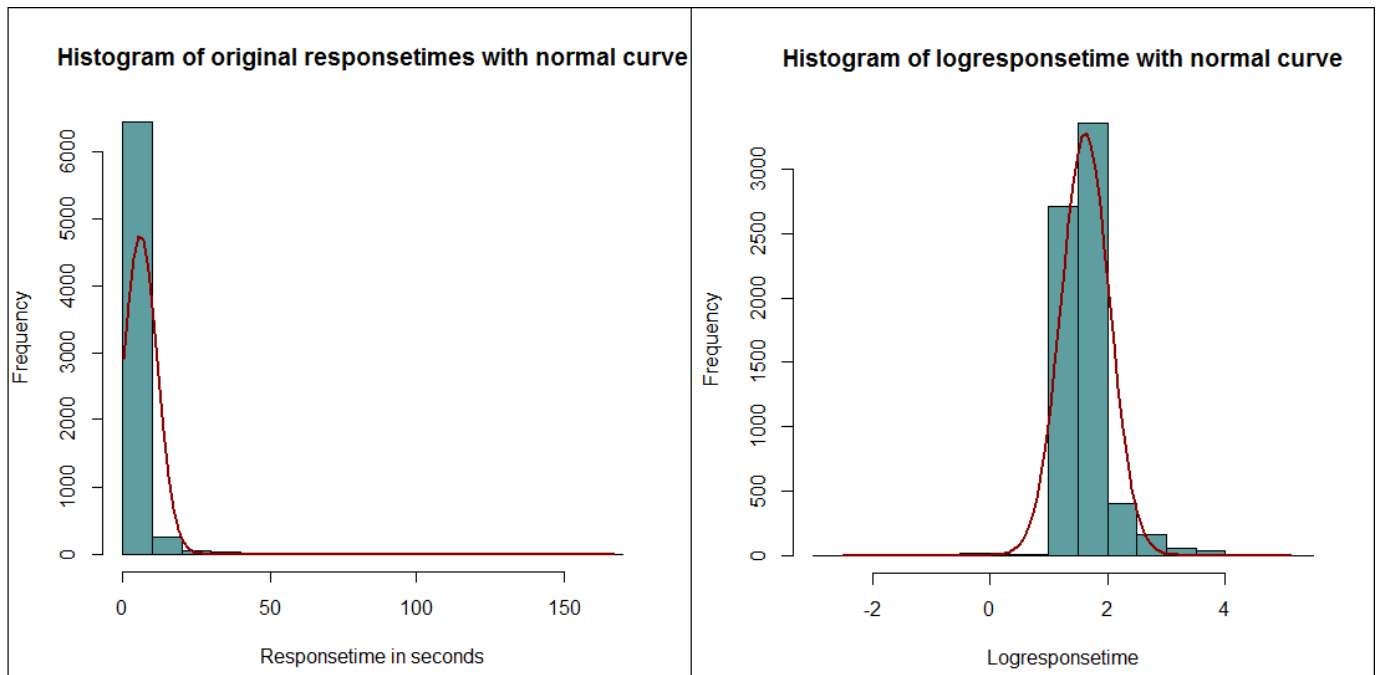 Histogram of original responsetimes with normal curve
Frequency
6000
5000
4000
3000
2000
1000
0
0 50 100 150
Responsetime in seconds
Histogram of logresponsetime with normal curve
Frequency
3000
2500
2000
1500
1000
500
0
-2 0 2 4
Logresponsetime